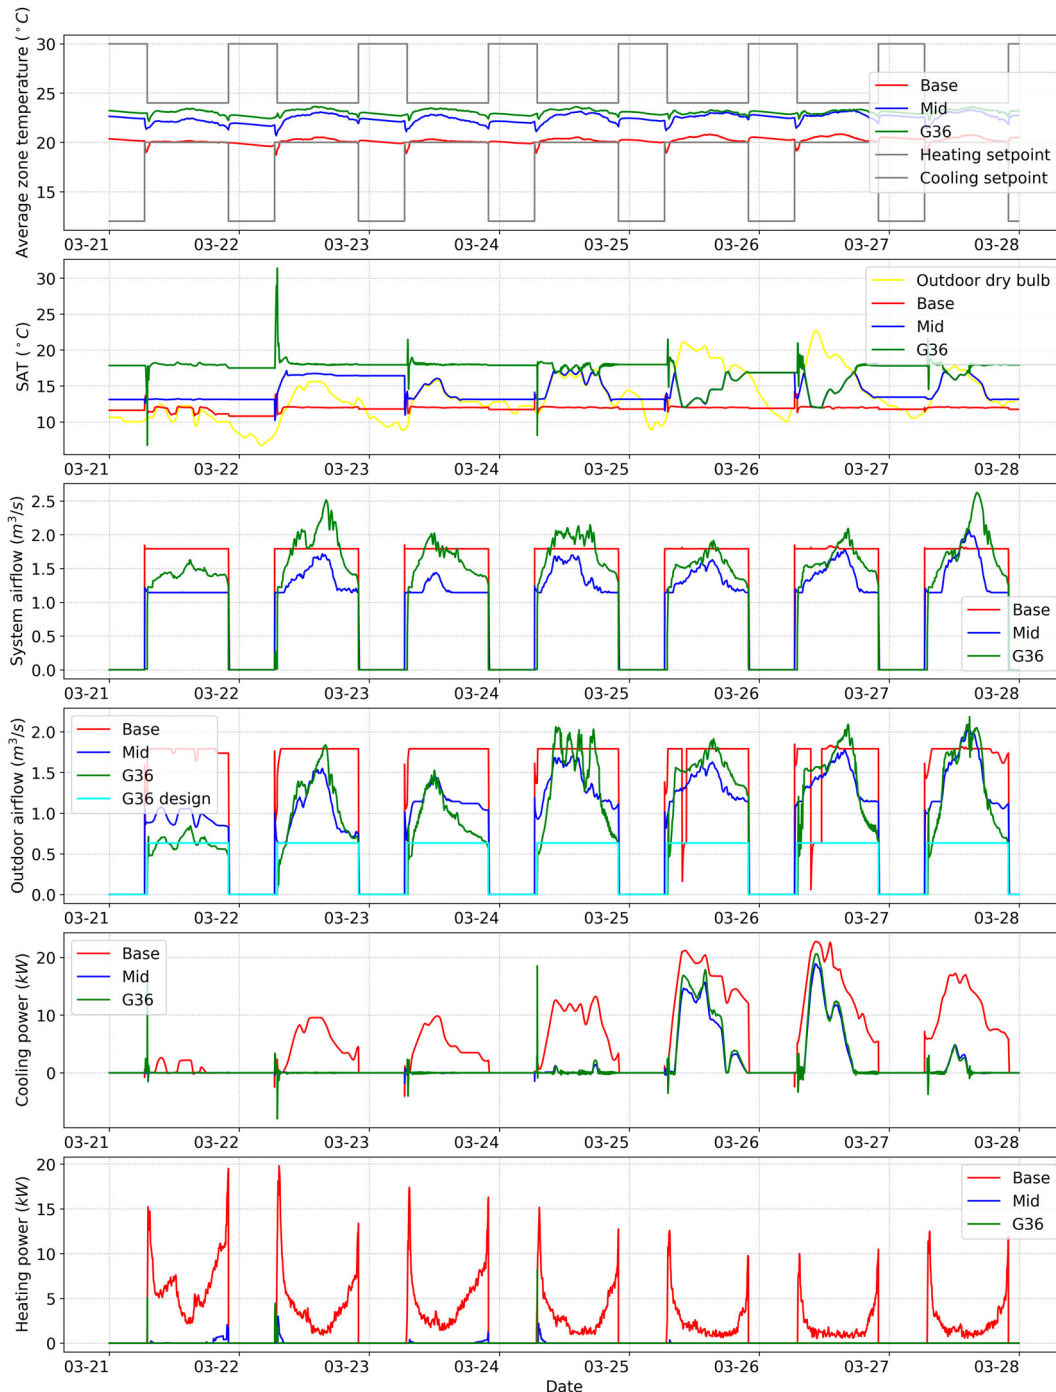 Average zone temperature (°C)
30
25
20
15
Base
Mid
G36
Heating setpoint
Cooling setpoint
03-21 03-22 03-23 03-24 03-25 03-26 03-27 03-28
SAT (°C)
30
25
20
15
10
Outdoor dry bulb
Base
Mid
G36
03-21 03-22 03-23 03-24 03-25 03-26 03-27 03-28
System airflow (m³/s)
2.5
2.0
1.5
1.0
0.5
0.0
Base
Mid
G36
03-21 03-22 03-23 03-24 03-25 03-26 03-27 03-28
Outdoor airflow (m³/s)
2.0
1.5
1.0
0.5
0.0
Base
Mid
G36
G36 design
03-21 03-22 03-23 03-24 03-25 03-26 03-27 03-28
Cooling power (kW)
20
10
0
Base
Mid
G36
03-21 03-22 03-23 03-24 03-25 03-26 03-27 03-28
Heating power (kW)
20
15
10
5
0
Base
Mid
G36
03-21 03-22 03-23 03-24 03-25 03-26 03-27 03-28
Date